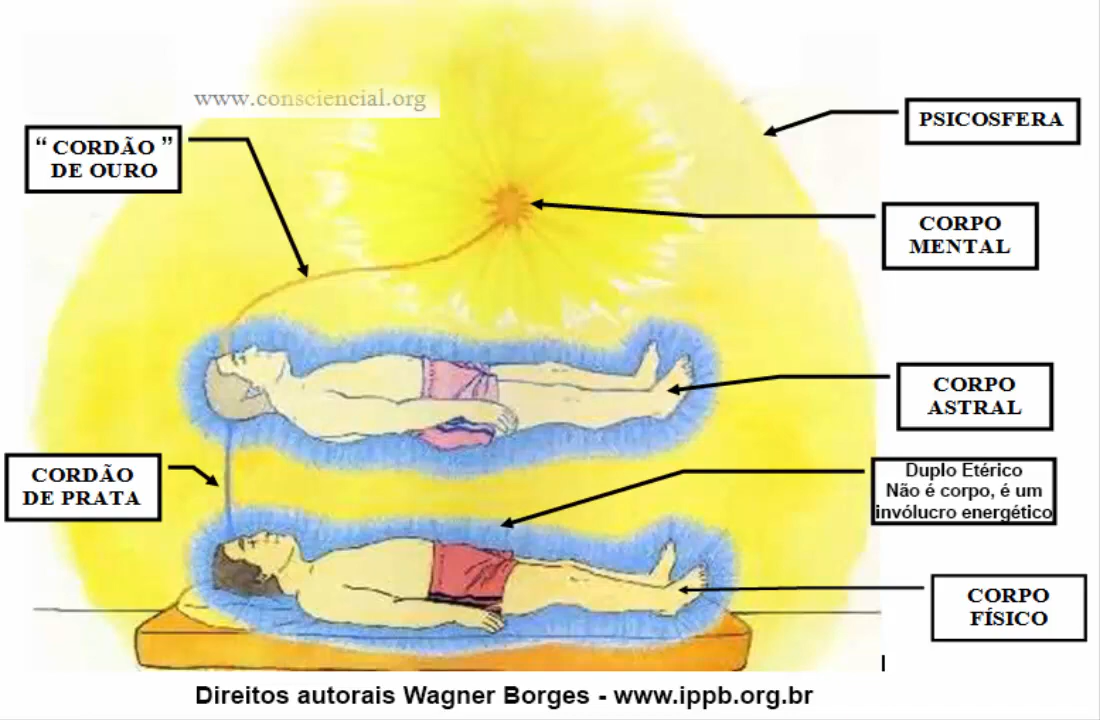 www.consciencial.org
“ CORDÃO ”
DE OURO
PSICOSFERA
CORPO
MENTAL
CORPO
ASTRAL
CORDÃO
DE PRATA
Duplo Etérico
Não é corpo, é um
invólucro energético
CORPO
FÍSICO
Direitos autorais Wagner Borges - www.ippb.org.br